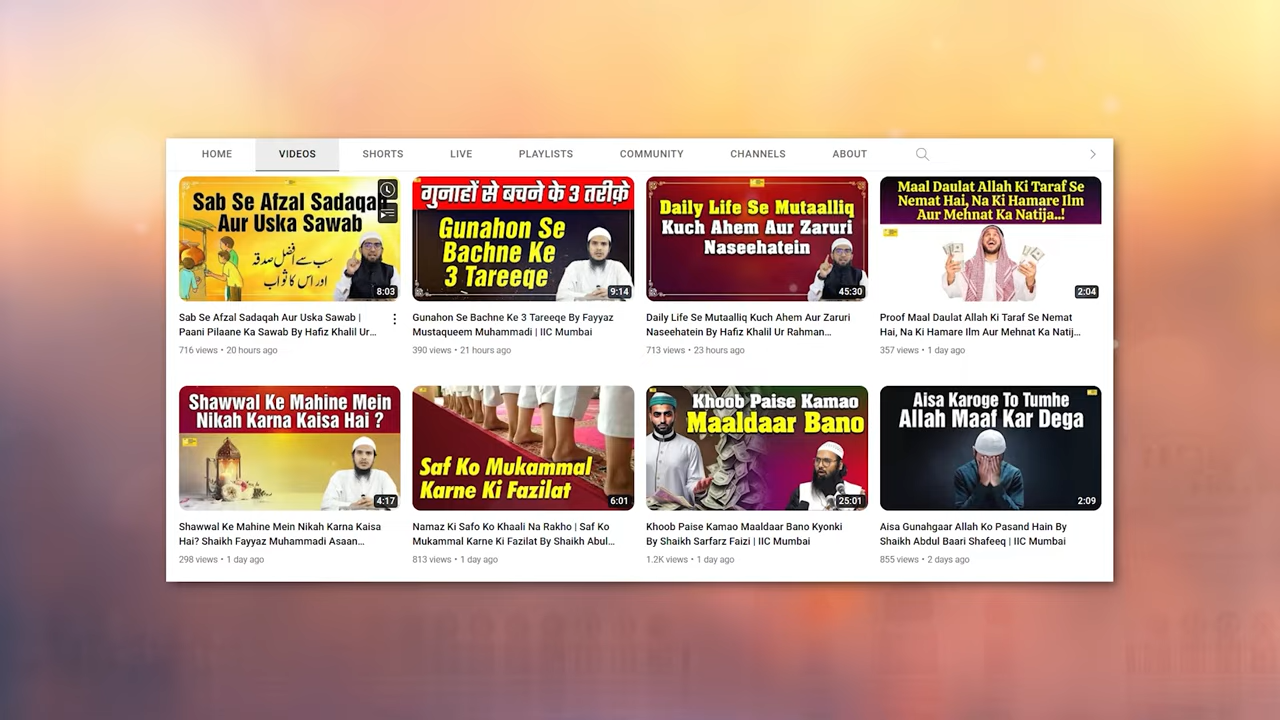 HOME VIDEOS SHORTS LIVE PLAYLISTS COMMUNITY CHANNELS ABOUT
Sab Se Afzal Sadaqah
Aur Uska Sawab
سب سے افضل صدقہ
اور اس کا ثواب
8:03
Sab Se Afzal Sadaqah Aur Uska Sawab |
Paani Pilaane Ka Sawab By Hafiz Khalil Ur...
716 views • 20 hours ago
गुनाहों से बचने के 3 तरीक़े
Gunahon Se
Bachne Ke
3 Tareeqe
9:14
Gunahon Se Bachne Ke 3 Tareeqe By Fayyaz
Mustaqueem Muhammadi | IIC Mumbai
390 views • 21 hours ago
Daily Life Se Mutaalliq
Kuch Ahem Aur Zaruri
Naseehatein
45:30
Daily Life Se Mutaalliq Kuch Ahem Aur Zaruri
Naseehatein By Hafiz Khalil Ur Rahman...
713 views • 23 hours ago
Maal Daulat Allah Ki Taraf Se
Nemat Hai, Na Ki Hamare Ilm
Aur Mehnat Ka Natija..!
2:04
Proof Maal Daulat Allah Ki Taraf Se Nemat
Hai, Na Ki Hamare Ilm Aur Mehnat Ka Natij...
357 views • 1 day ago
Shawwal Ke Mahine Mein
Nikah Karna Kaisa Hai ?
4:17
Shawwal Ke Mahine Mein Nikah Karna Kaisa
Hai? Shaikh Fayyaz Muhammadi Asaan...
298 views • 1 day ago
Saf Ko Mukammal
Karne Ki Fazilat
6:01
Namaz Ki Safo Ko Khaali Na Rakho | Saf Ko
Mukammal Karne Ki Fazilat By Shaikh Abul...
813 views • 1 day ago
Khoob Paise Kamao
Maaldaar Bano
25:01
Khoob Paise Kamao Maaldaar Bano Kyonki
By Shaikh Sarfarz Faizi | IIC Mumbai
1.2K views • 1 day ago
Aisa Karoge To Tumhe
Allah Maaf Kar Dega
2:09
Aisa Gunahgaar Allah Ko Pasand Hain By
Shaikh Abdul Baari Shafeeq | IIC Mumbai
855 views • 2 days ago